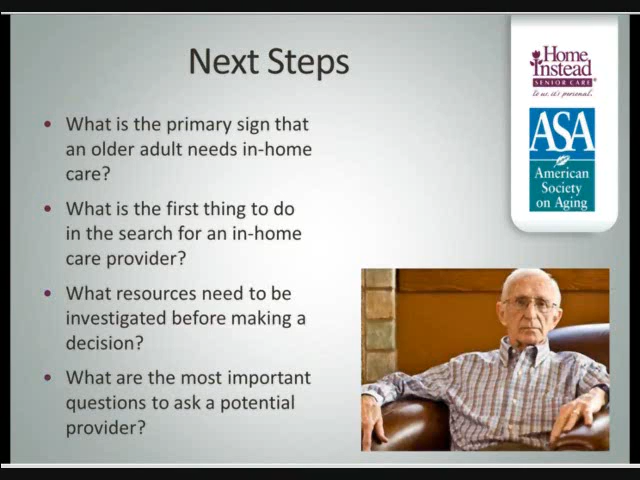 Next Steps
• What is the primary sign that
an older adult needs in-home
care?
• What is the first thing to do
in the search for an in-home
care provider?
• What resources need to be
investigated before making a
decision?
• What are the most important
questions to ask a potential
provider?
Home
Instead
SENIOR CARE
to us, it's personal.
ASA
American
Society
on Aging